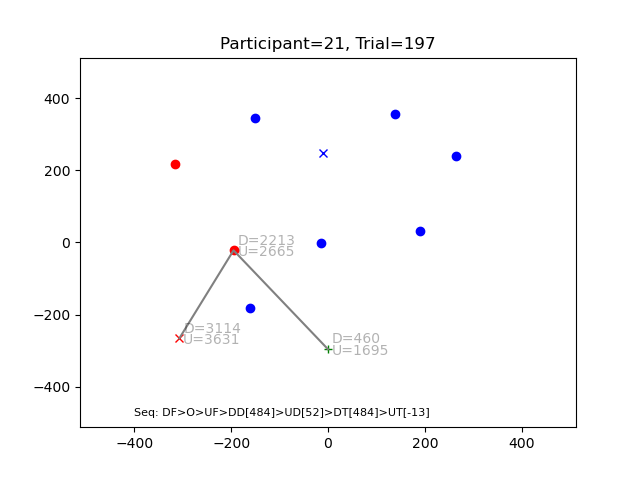 Participant=21, Trial=197
400
200
0
−200
−400
D=2213
U=2665
D=3114
U=3631
D=460
U=1695
Seq: DF>O>UF>DD[484]>UD[52]>DT[484]>UT[-13]
−400 −200 0 200 400